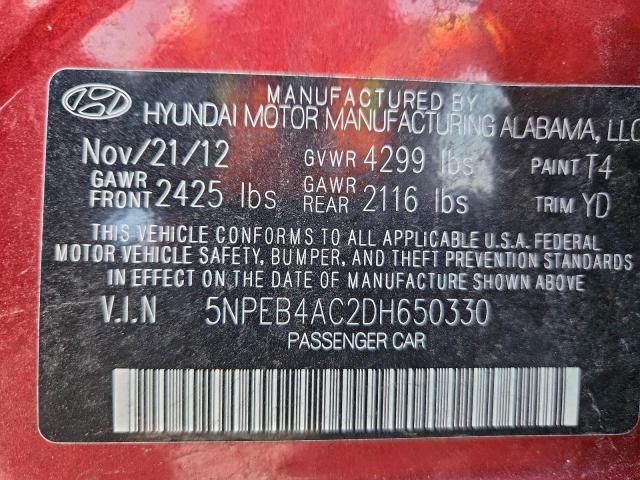 MANUFACTURED BY
HYUNDAI MOTOR MANUFACTURING ALABAMA, LLC
Nov/21/12 GVWR 4299 lbs PAINT T4
GAWR FRONT 2425 lbs GAWR REAR 2116 lbs TRIM YD
THIS VEHICLE CONFORMS TO ALL APPLICABLE U.S.A. FEDERAL
MOTOR VEHICLE SAFETY, BUMPER, AND THEFT PREVENTION STANDARDS
IN EFFECT ON THE DATE OF MANUFACTURE SHOWN ABOVE.
V.I.N 5NPEB4AC2DH650330
PASSENGER CAR